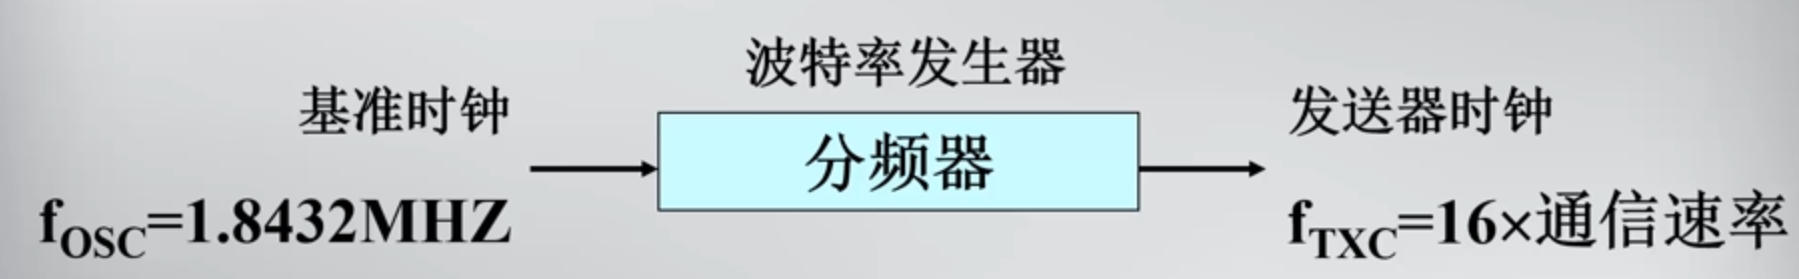 波特率发生器
基准时钟
分频器
发送器时钟
fOSC=1.8432MHZ
fTXC=16×通信速率